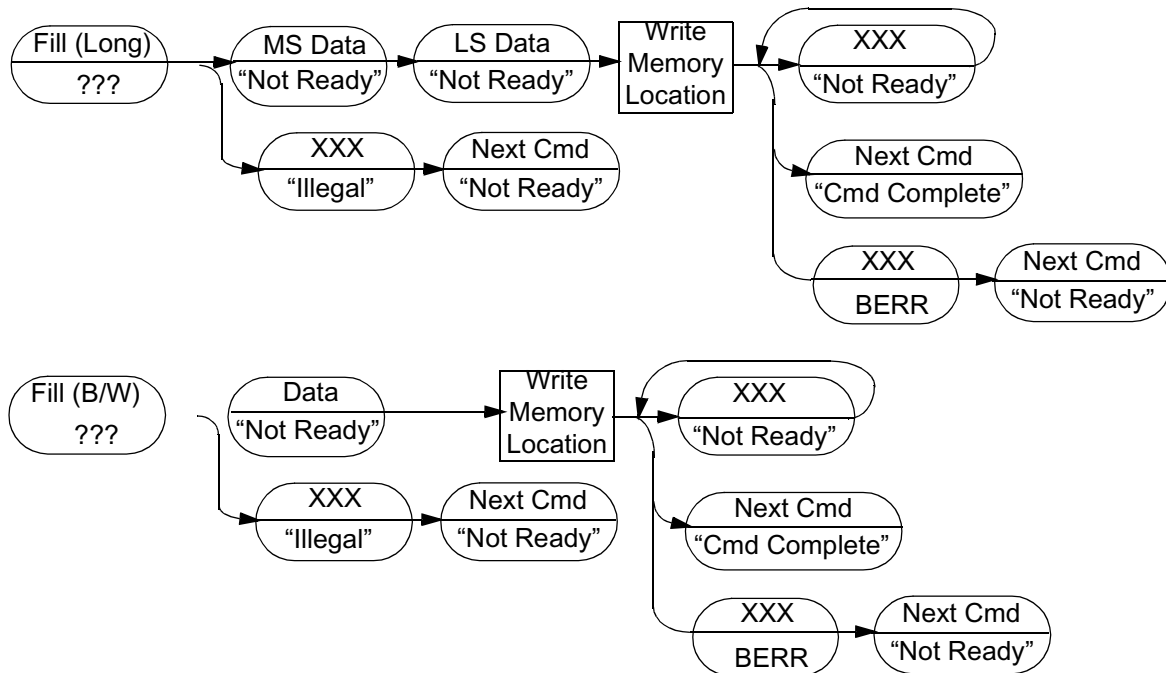 Fill (Long)
???
MS Data
“Not Ready”
LS Data
“Not Ready”
Write
Memory
Location
XXX
“Not Ready”
XXX
“Illegal”
Next Cmd
“Not Ready”
Next Cmd
“Cmd Complete”
XXX
BERR
Next Cmd
“Not Ready”
Fill (B/W)
???
Data
“Not Ready”
Write
Memory
Location
XXX
“Not Ready”
XXX
“Illegal”
Next Cmd
“Not Ready”
Next Cmd
“Cmd Complete”
XXX
BERR
Next Cmd
“Not Ready”